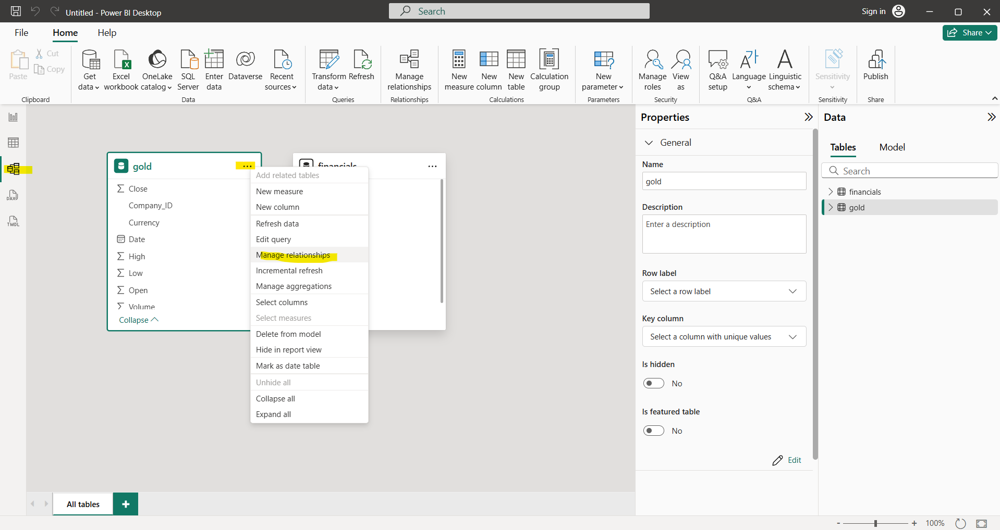 Untitled - Power BI Desktop
Search
Sign in
File
Home
Help
Share
Paste
Cut
Copy
Clipboard
Get data
Excel workbook
OneLake catalog
SQL Server
Enter data
Dataverse
Recent sources
Data
Transform data
Refresh
Queries
Manage relationships
Relationships
New measure
New column
New table
Calculation group
Calculations
New parameter
Parameters
Manage roles
View as
Security
Q&A setup
Language
Linguistic schema
Q&A
Sensitivity
Sensitivity
Publish
Share
DAX
TMDL
gold
Close
Company_ID
Currency
Date
High
Low
Open
Volume
Collapse
financials
Add related tables
New measure
New column
Refresh data
Edit query
Manage relationships
Incremental refresh
Manage aggregations
Select columns
Select measures
Delete from model
Hide in report view
Mark as date table
Unhide all
Collapse all
Expand all
Properties
General
Name
gold
Description
Enter a description
Row label
Select a row label
Key column
Select a column with unique values
Is hidden
No
Is featured table
No
Edit
Data
Tables
Model
Search
financials
gold
All tables
+
- + 100%